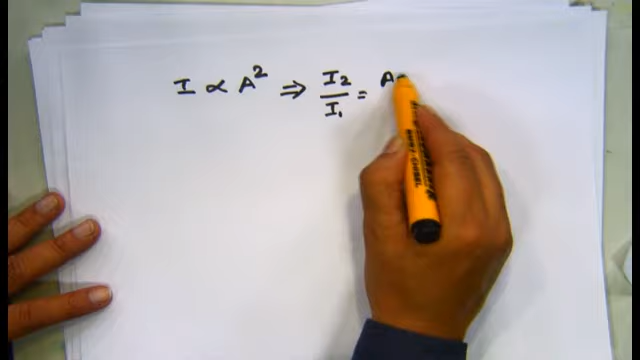 I ∝ A² ⇒ I₂/I₁ = A